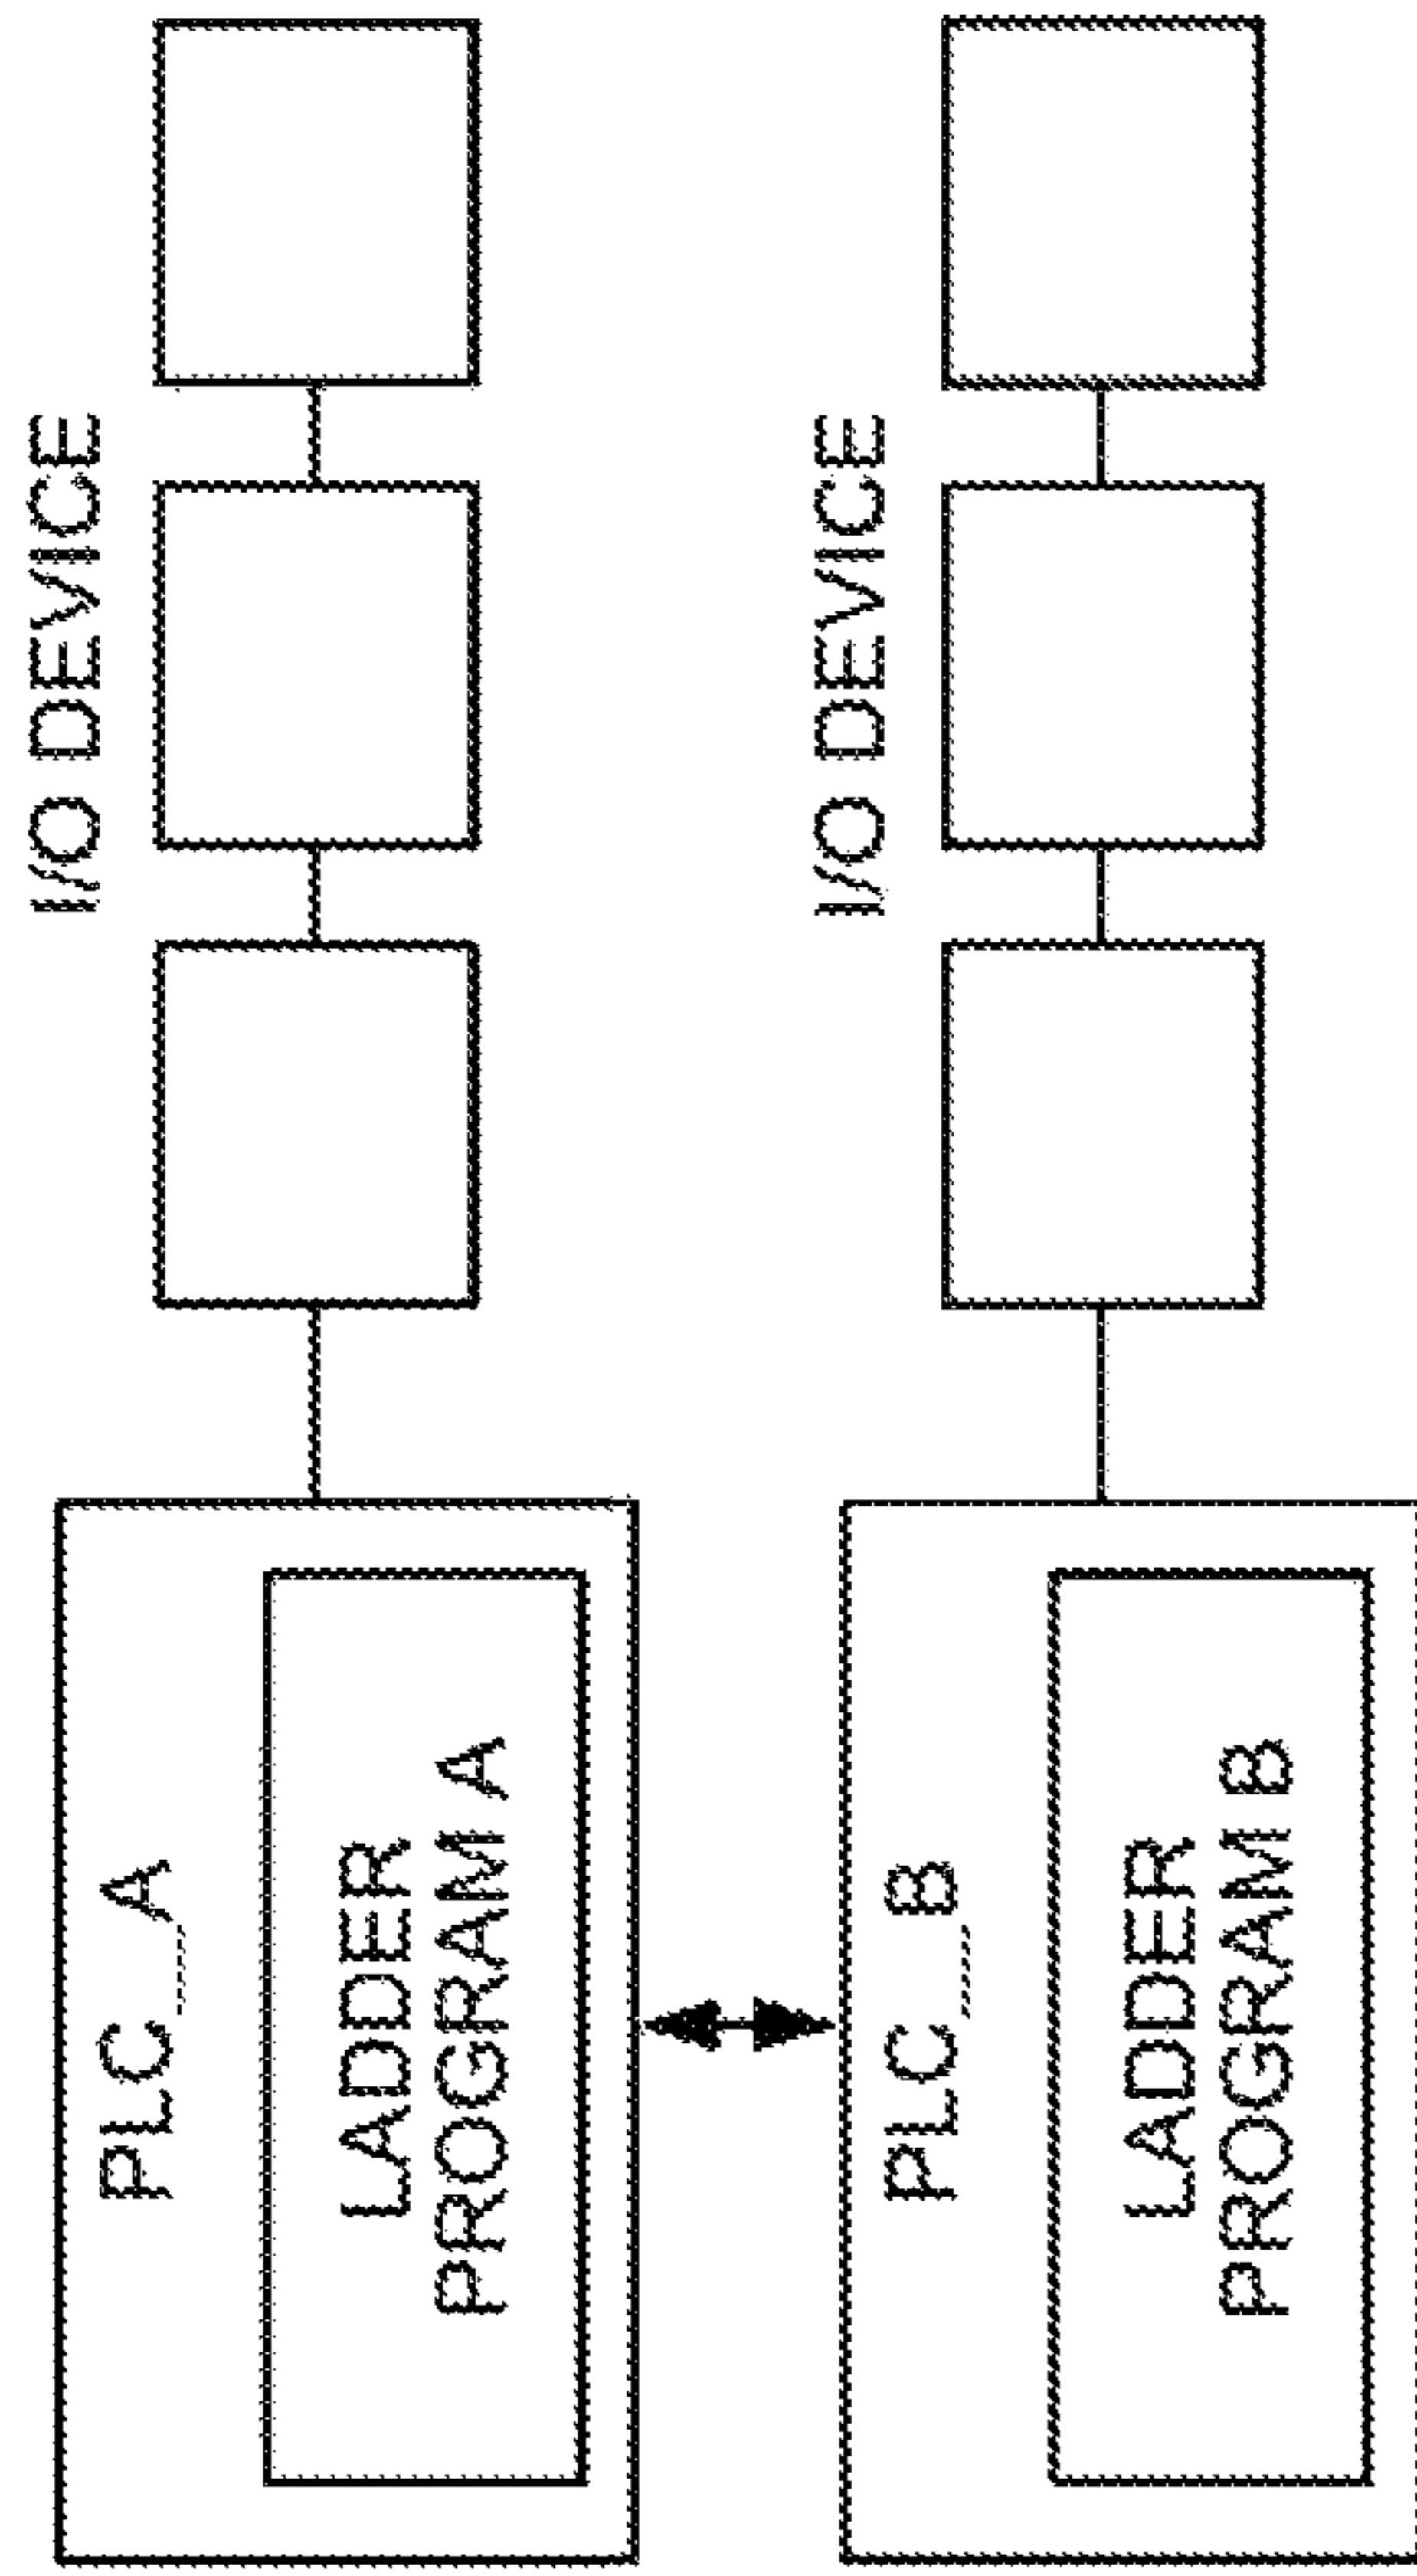 PLC_A
LADDER
PROGRAM A
I/O DEVICE
PLC_B
LADDER
PROGRAM B
I/O DEVICE